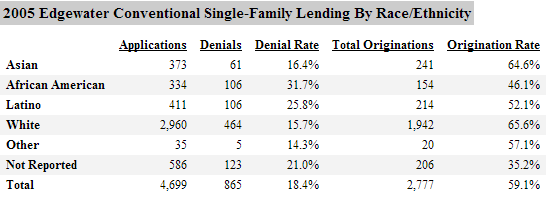 2005 Edgewater Conventional Single-Family Lending By Race/Ethnicity
Applications Denials Denial Rate Total Originations Origination Rate
Asian 373 61 16.4% 241 64.6%
African American 334 106 31.7% 154 46.1%
Latino 411 106 25.8% 214 52.1%
White 2,960 464 15.7% 1,942 65.6%
Other 35 5 14.3% 20 57.1%
Not Reported 586 123 21.0% 206 35.2%
Total 4,699 865 18.4% 2,777 59.1%